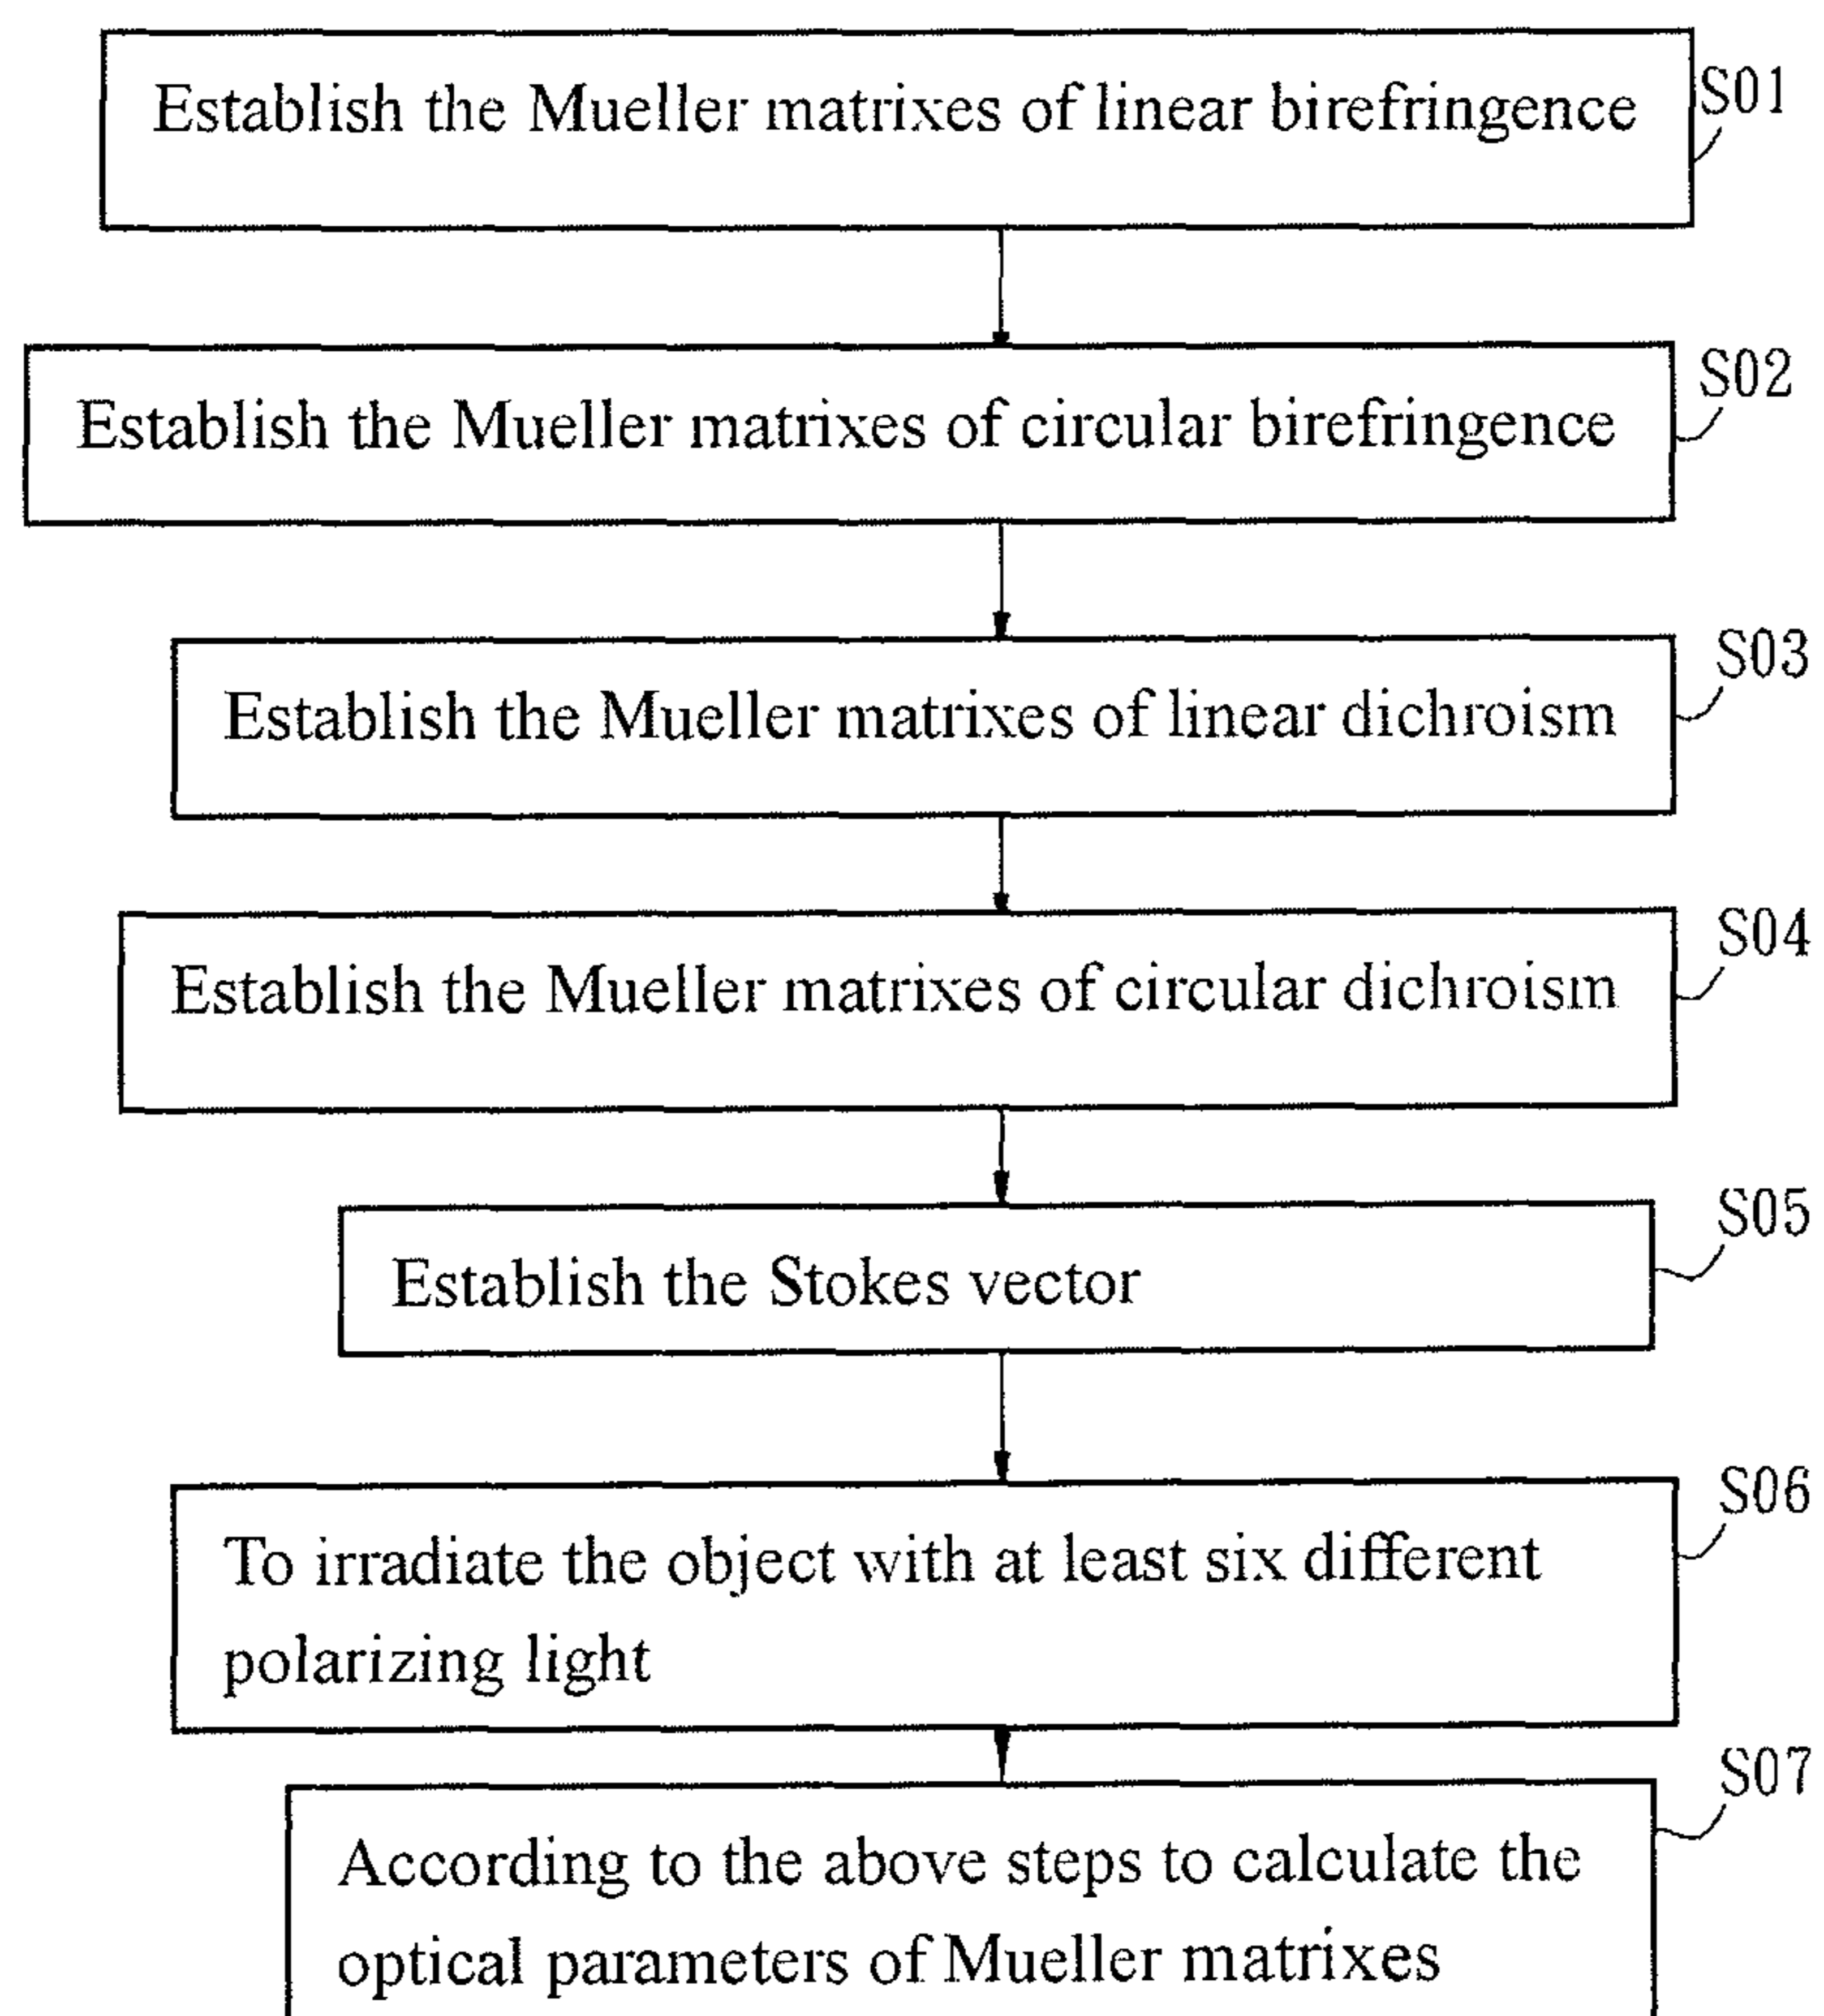 Establish the Mueller matrixes of linear birefringence
S01
Establish the Mueller matrixes of circular birefringence
S02
Establish the Mueller matrixes of linear dichroism
S03
Establish the Mueller matrixes of circular dichroism
S04
Establish the Stokes vector
S05
To irradiate the object with at least six different
polarizing light
S06
According to the above steps to calculate the
optical parameters of Mueller matrixes
S07